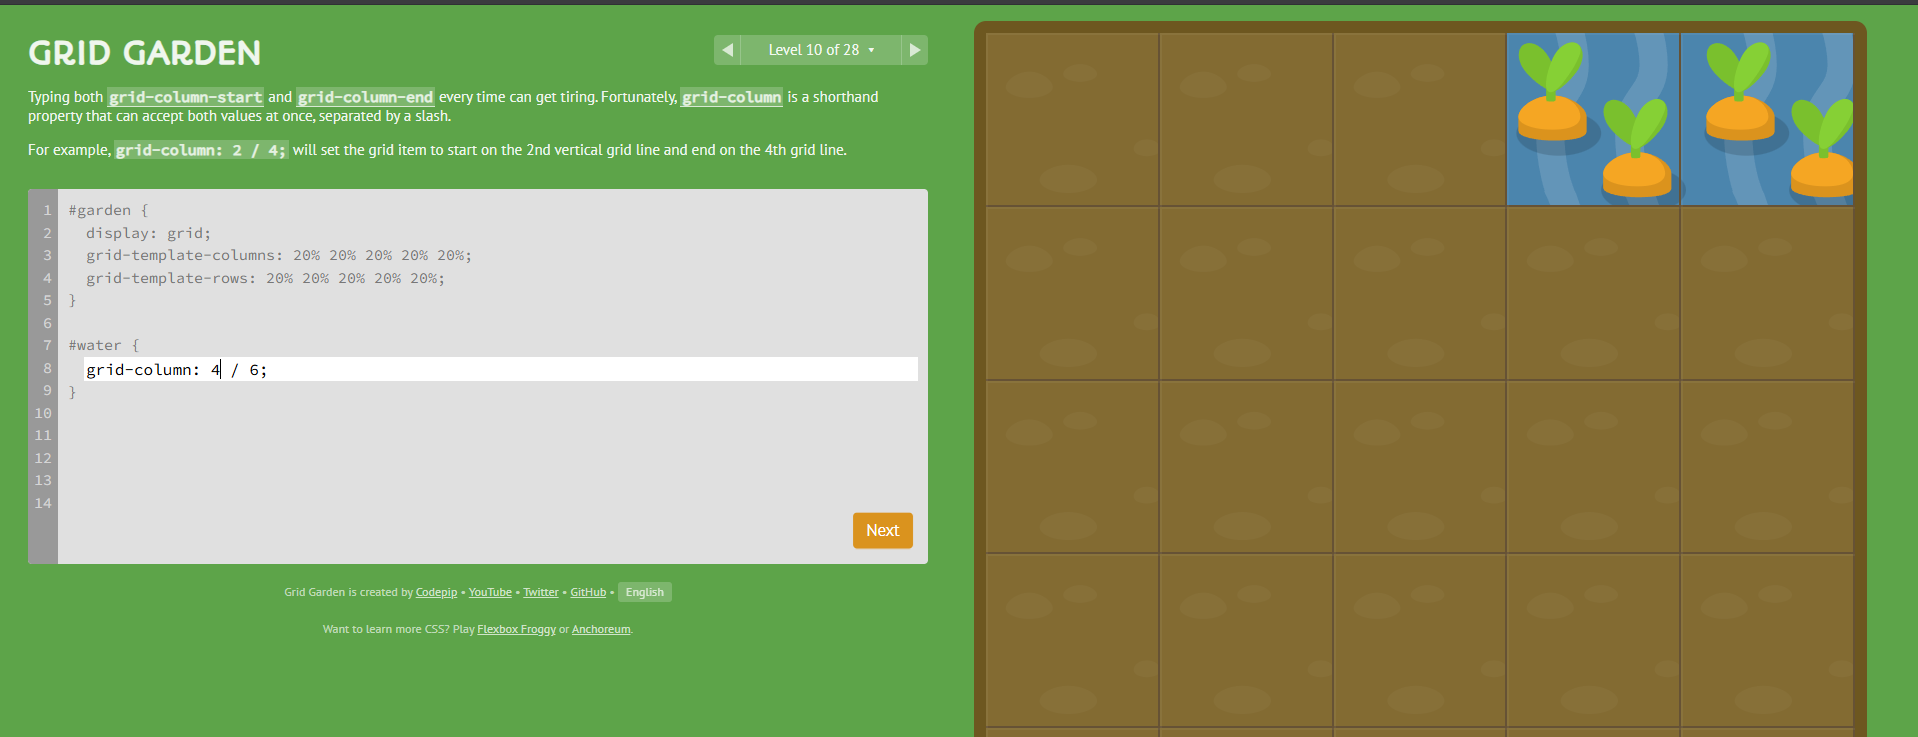 GRID GARDEN
◀ Level 10 of 28 ▾ ▶
Typing both grid-column-start and grid-column-end every time can get tiring. Fortunately, grid-column is a shorthand
property that can accept both values at once, separated by a slash.
For example, grid-column: 2 / 4; will set the grid item to start on the 2nd vertical grid line and end on the 4th grid line.
1 #garden {
2 display: grid;
3 grid-template-columns: 20% 20% 20% 20% 20%;
4 grid-template-rows: 20% 20% 20% 20% 20%;
5 }
6
7 #water {
8 grid-column: 4 / 6;
9 }
10
11
12
13
14
Next
Grid Garden is created by Codepip • YouTube • Twitter • GitHub • English
Want to learn more CSS? Play Flexbox Froggy or Anchoreum.